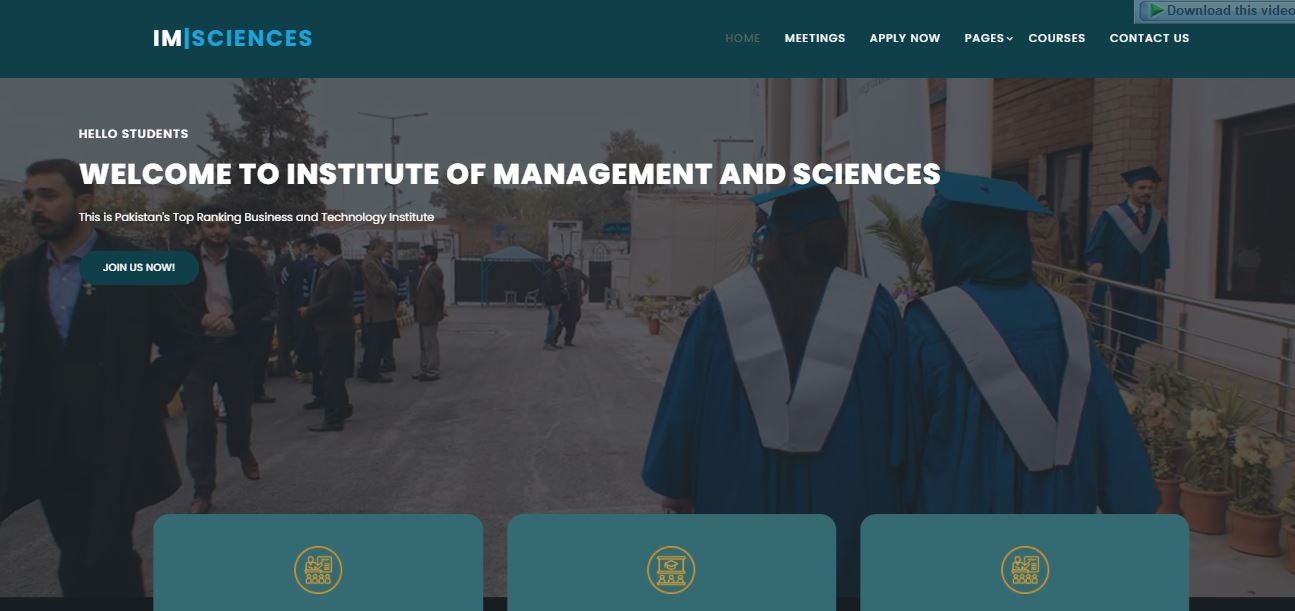 Download this video
IM|SCIENCES
HOME
MEETINGS
APPLY NOW
PAGES
COURSES
CONTACT US
HELLO STUDENTS
WELCOME TO INSTITUTE OF MANAGEMENT AND SCIENCES
This is Pakistan's Top Ranking Business and Technology Institute
JOIN US NOW!